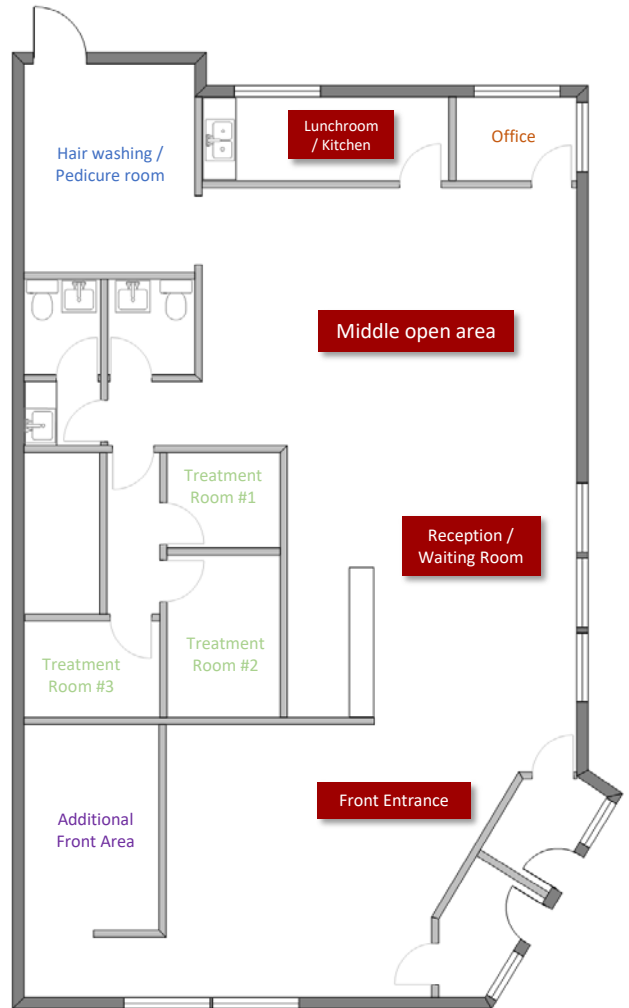 Lunchroom
/ Kitchen
Office
Hair washing /
Pedicure room
Middle open area
Treatment
Room #1
Reception /
Waiting Room
Treatment
Room #2
Treatment
Room #3
Front Entrance
Additional
Front Area